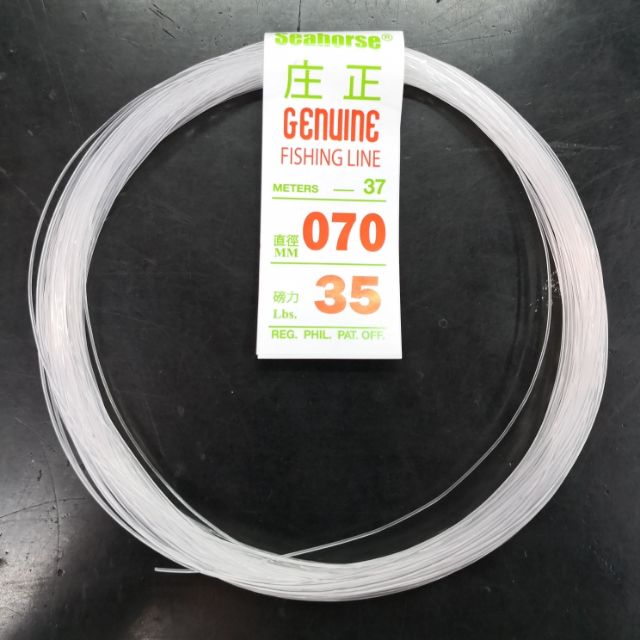 Seahorse®
庄正
GENUINE
FISHING LINE
METERS — 37
直徑
MM 070
磅力
Lbs. 35
REG. PHIL. PAT. OFF.